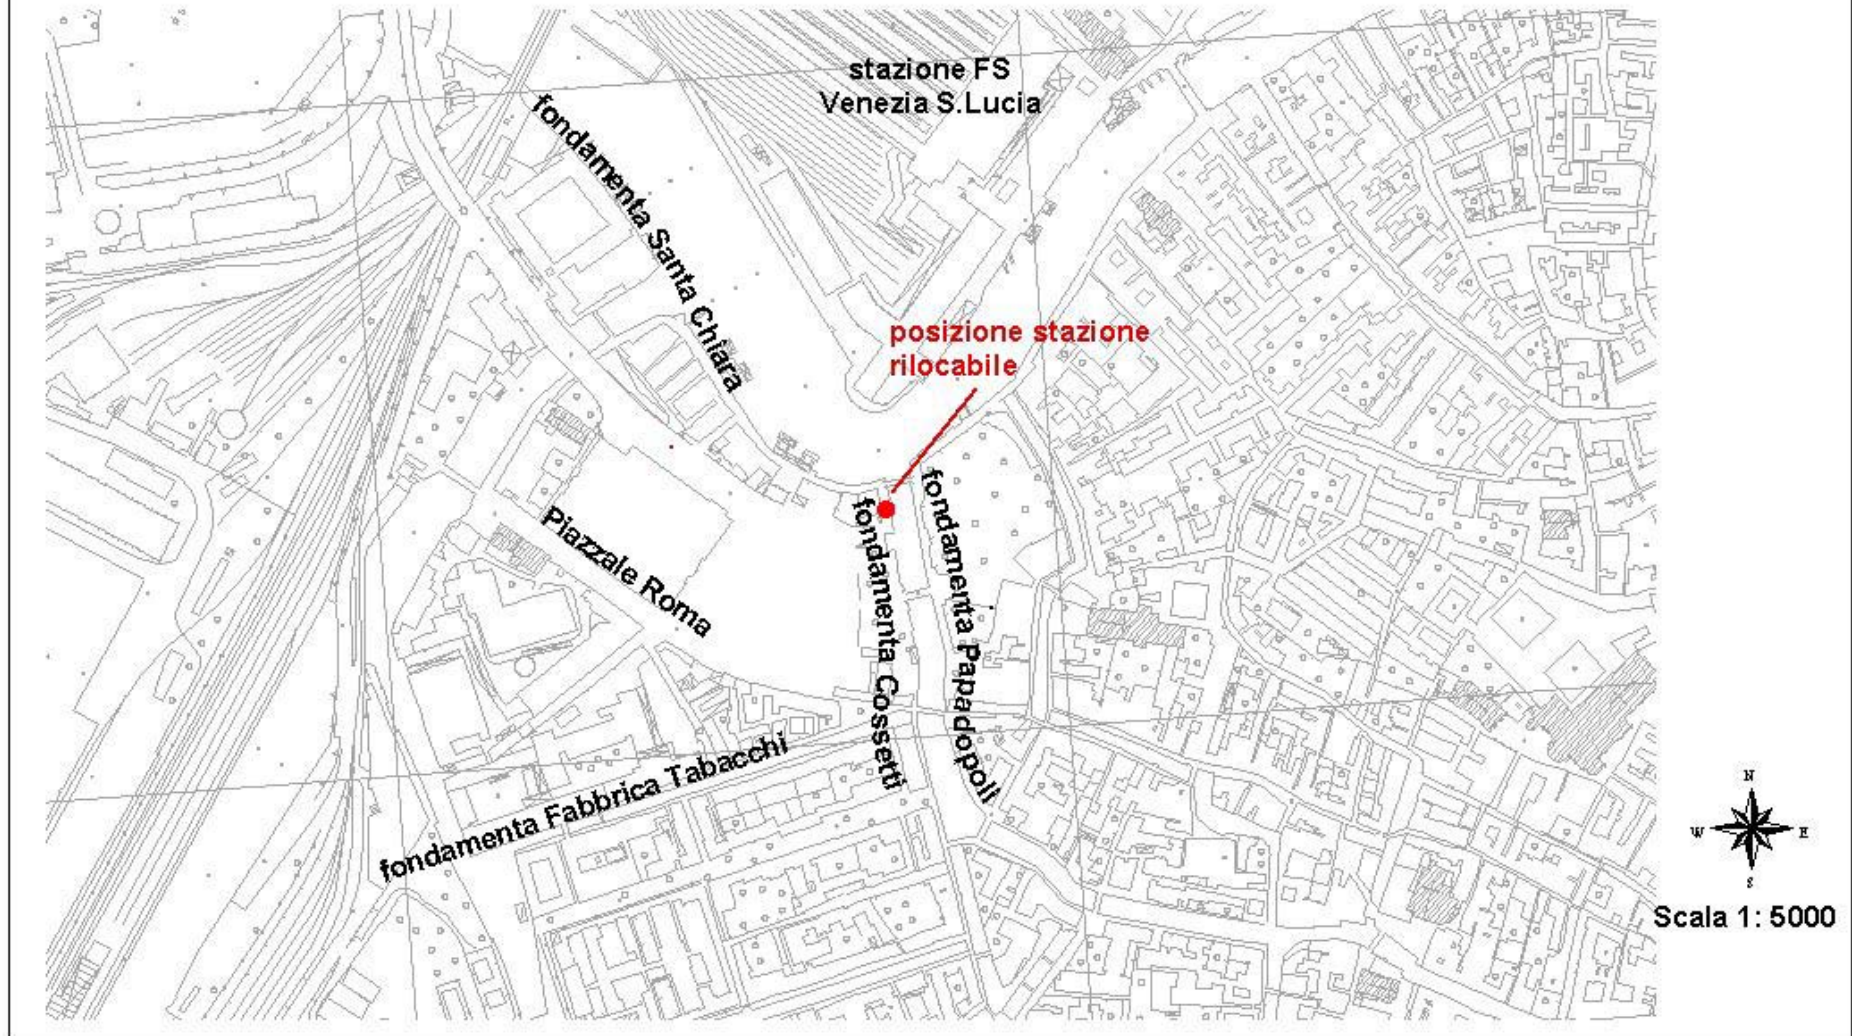 stazione FS
Venezia S.Lucia
fondamenta Santa Chiara
posizione stazione
rilocabile
Piazzale Roma
fondamenta Cossetti
fondamenta Papadopoli
fondamenta Fabbrica Tabacchi
N
W E
S
Scala 1: 5000